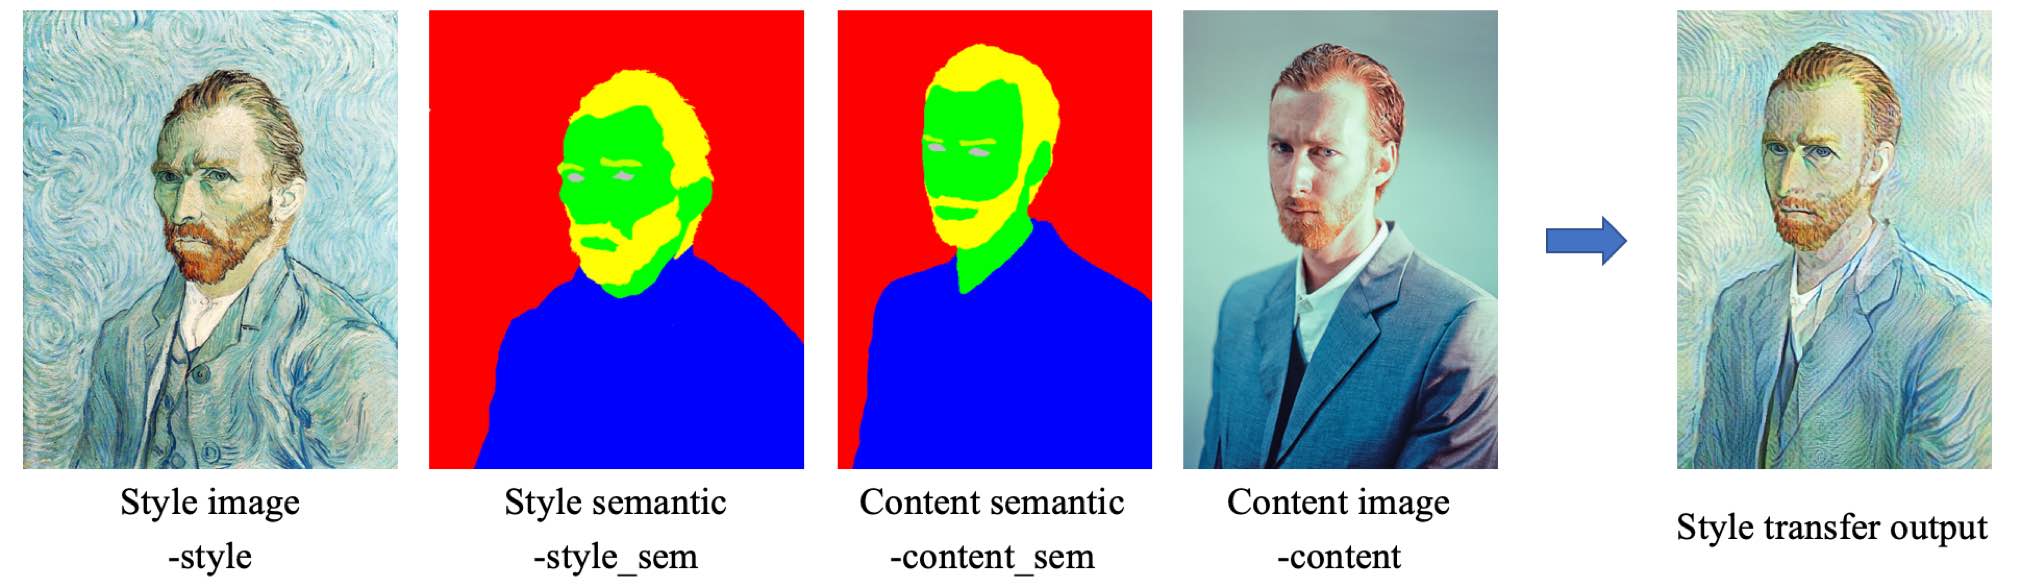 Style image
-style
Style semantic
-style_sem
Content semantic
-content_sem
Content image
-content
Style transfer output